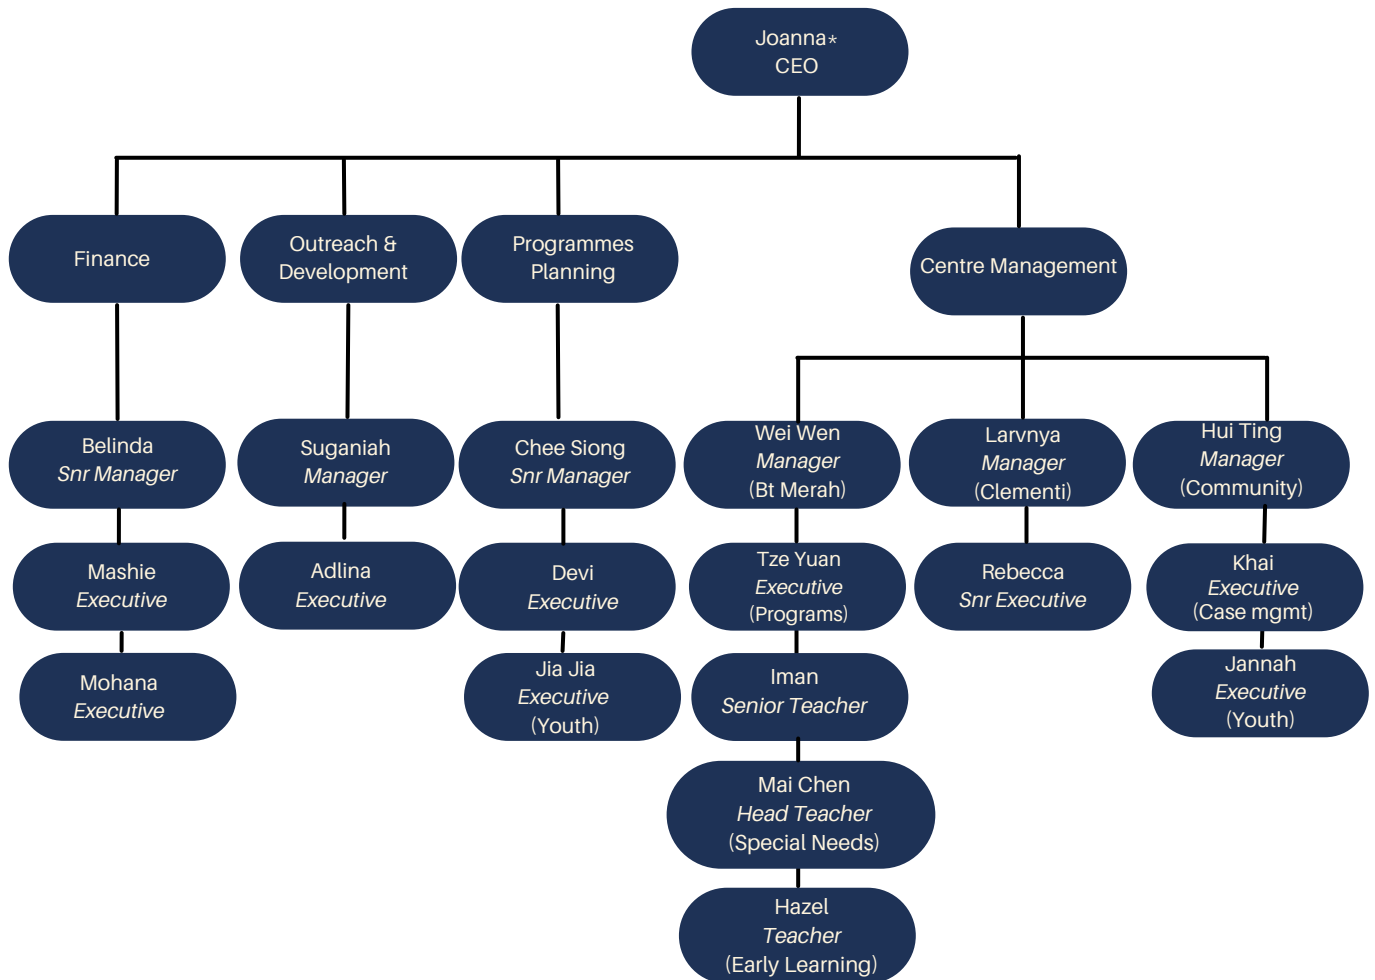 Joanna*
CEO
Finance
Outreach &
Development
Programmes
Planning
Centre Management
Belinda
Snr Manager
Suganiah
Manager
Chee Siong
Snr Manager
Wei Wen
Manager
(Bt Merah)
Larvnya
Manager
(Clementi)
Hui Ting
Manager
(Community)
Mashie
Executive
Adlina
Executive
Devi
Executive
Tze Yuan
Executive
(Programs)
Rebecca
Snr Executive
Khai
Executive
(Case mgmt)
Mohana
Executive
Jia Jia
Executive
(Youth)
Iman
Senior Teacher
Jannah
Executive
(Youth)
Mai Chen
Head Teacher
(Special Needs)
Hazel
Teacher
(Early Learning)